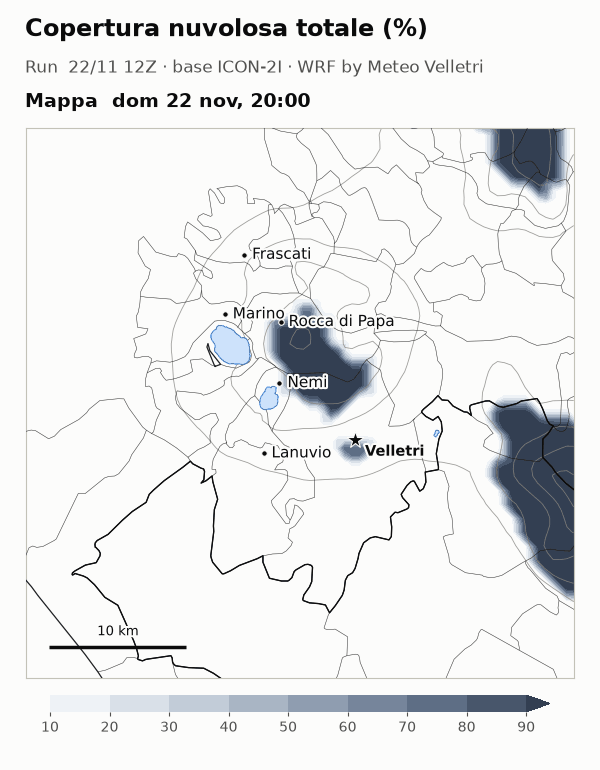 Copertura nuvolosa totale (%)
Run  22/11 12Z · base ICON-2I · WRF by Meteo Velletri
Mappa  dom 22 nov, 20:00
Frascati
Marino
Rocca di Papa
Nemi
Velletri
Lanuvio
10 km
10 20 30 40 50 60 70 80 90